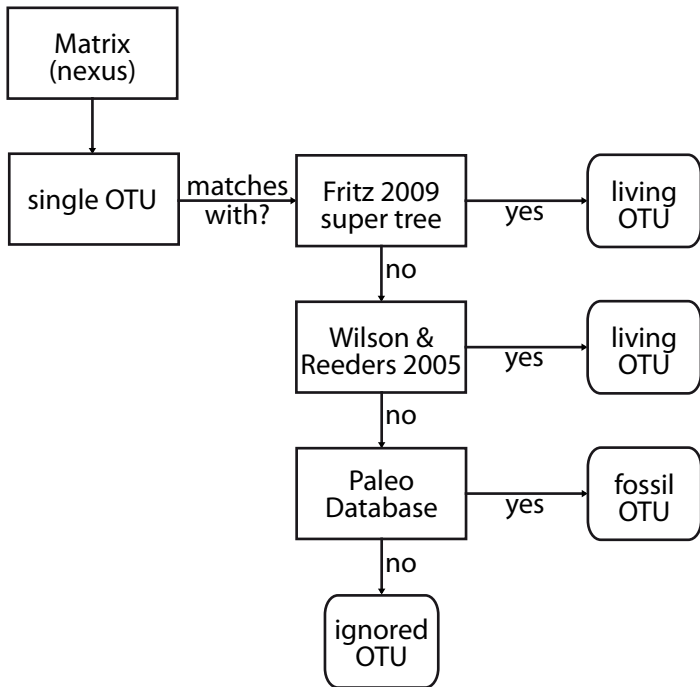 Matrix
(nexus)
single OTU
matches
with?
Fritz 2009
super tree
yes
living
OTU
no
Wilson &
Reeders 2005
yes
living
OTU
no
Paleo
Database
yes
fossil
OTU
no
ignored
OTU